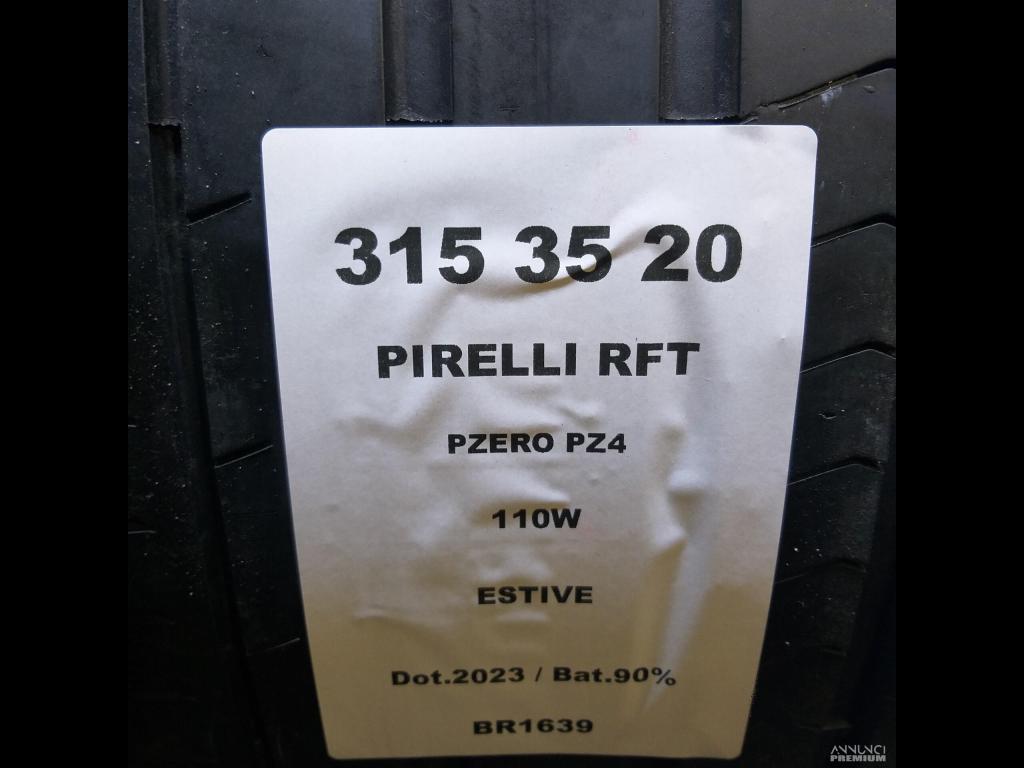 315 35 20
PIRELLI RFT
PZERO PZ4
110W
ESTIVE
Dot.2023 / Bat.90%
BR1639
ANNUNCI
PREMIUM